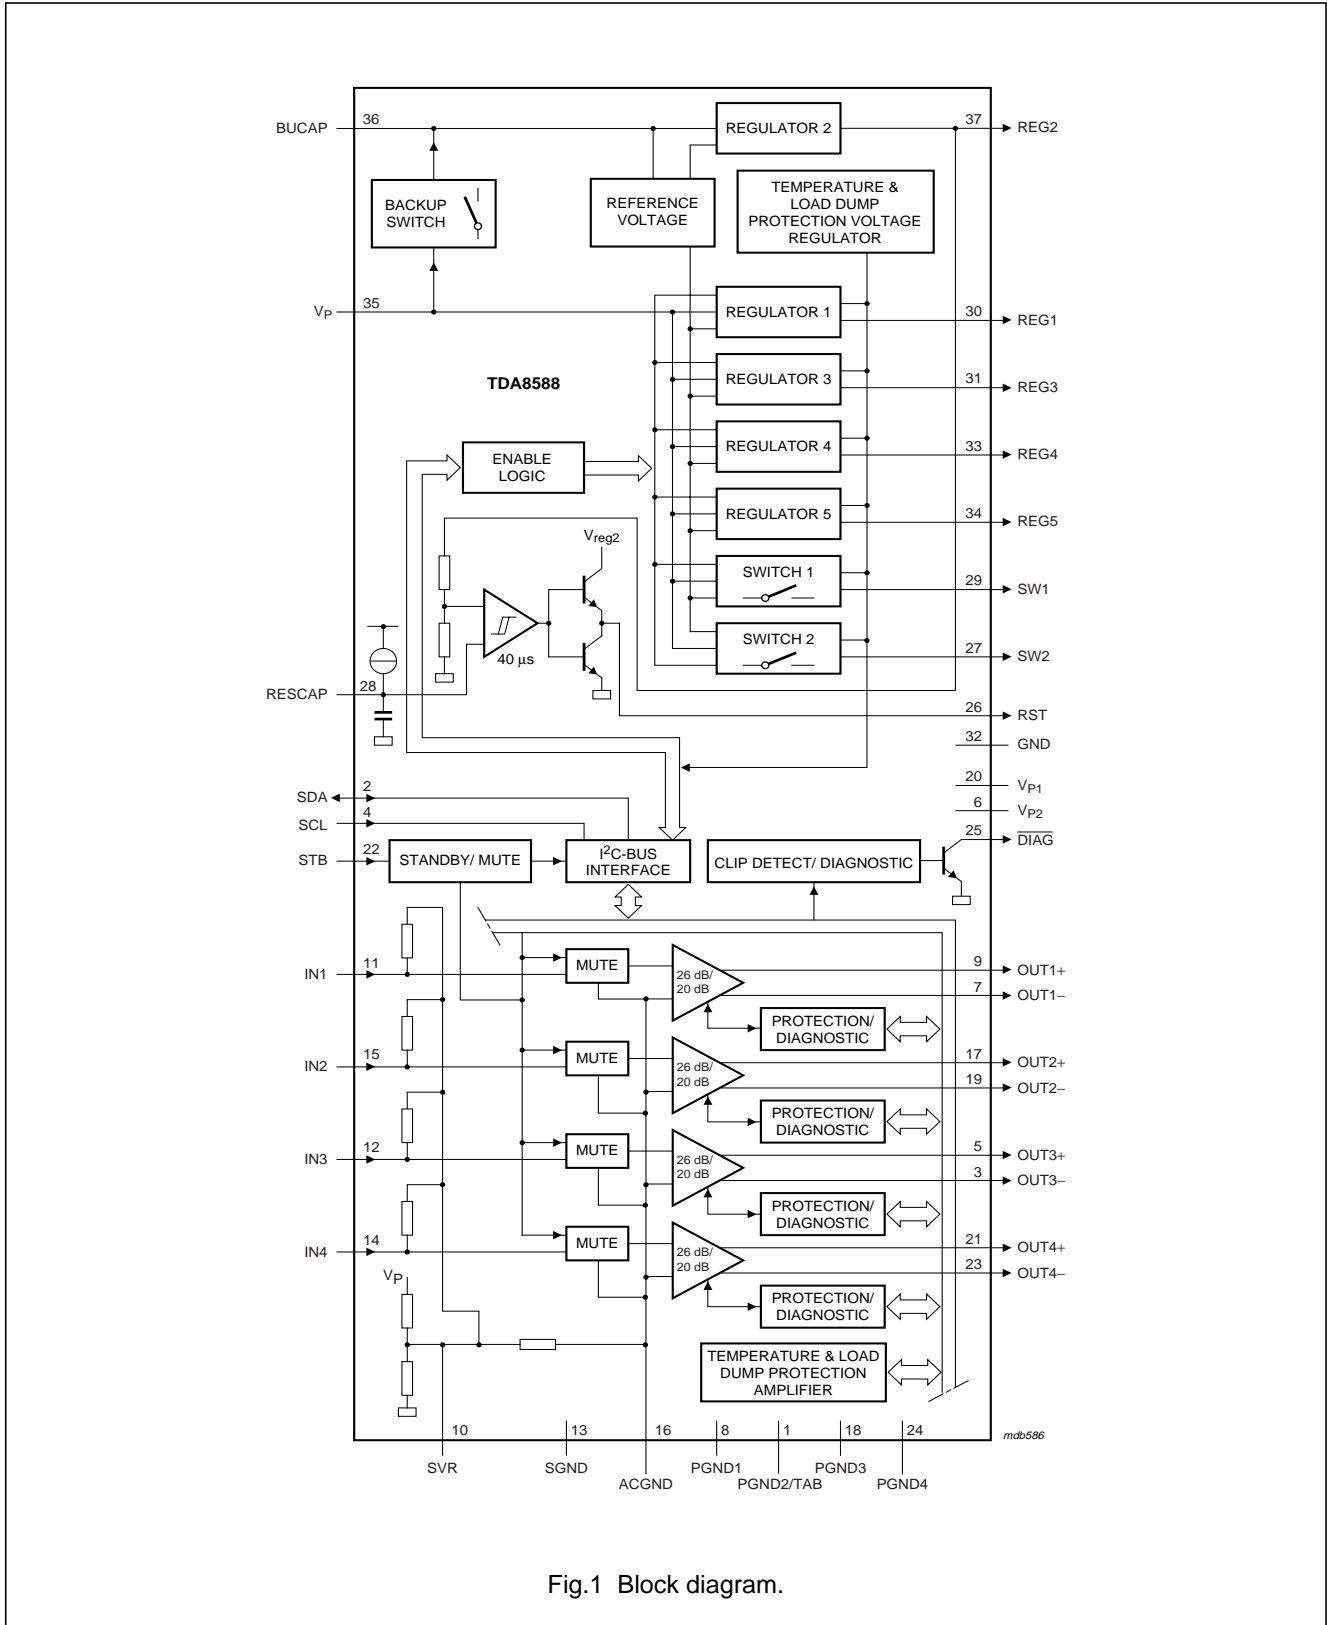 BUCAP
36
REGULATOR 2
37
REG2
BACKUP
SWITCH
REFERENCE
VOLTAGE
TEMPERATURE &
LOAD DUMP
PROTECTION VOLTAGE
REGULATOR
VP
35
REGULATOR 1
30
REG1
TDA8588
REGULATOR 3
31
REG3
ENABLE
LOGIC
REGULATOR 4
33
REG4
REGULATOR 5
34
REG5
Vreg2
SWITCH 1
29
SW1
40 μs
SWITCH 2
27
SW2
RESCAP
28
26
RST
32
GND
20
VP1
6
VP2
SDA
2
SCL
4
STB
22
STANDBY/ MUTE
I2C-BUS
INTERFACE
CLIP DETECT/ DIAGNOSTIC
25
DIAG
IN1
11
MUTE
26 dB/
20 dB
9
OUT1+
7
OUT1−
PROTECTION/
DIAGNOSTIC
IN2
15
MUTE
26 dB/
20 dB
17
OUT2+
19
OUT2−
PROTECTION/
DIAGNOSTIC
IN3
12
MUTE
26 dB/
20 dB
5
OUT3+
3
OUT3−
PROTECTION/
DIAGNOSTIC
IN4
14
MUTE
26 dB/
20 dB
21
OUT4+
23
OUT4−
VP
PROTECTION/
DIAGNOSTIC
TEMPERATURE & LOAD
DUMP PROTECTION
AMPLIFIER
10
13
16
8
1
18
24
mdb586
SVR
SGND
ACGND
PGND1
PGND2/TAB
PGND3
PGND4
Fig.1 Block diagram.